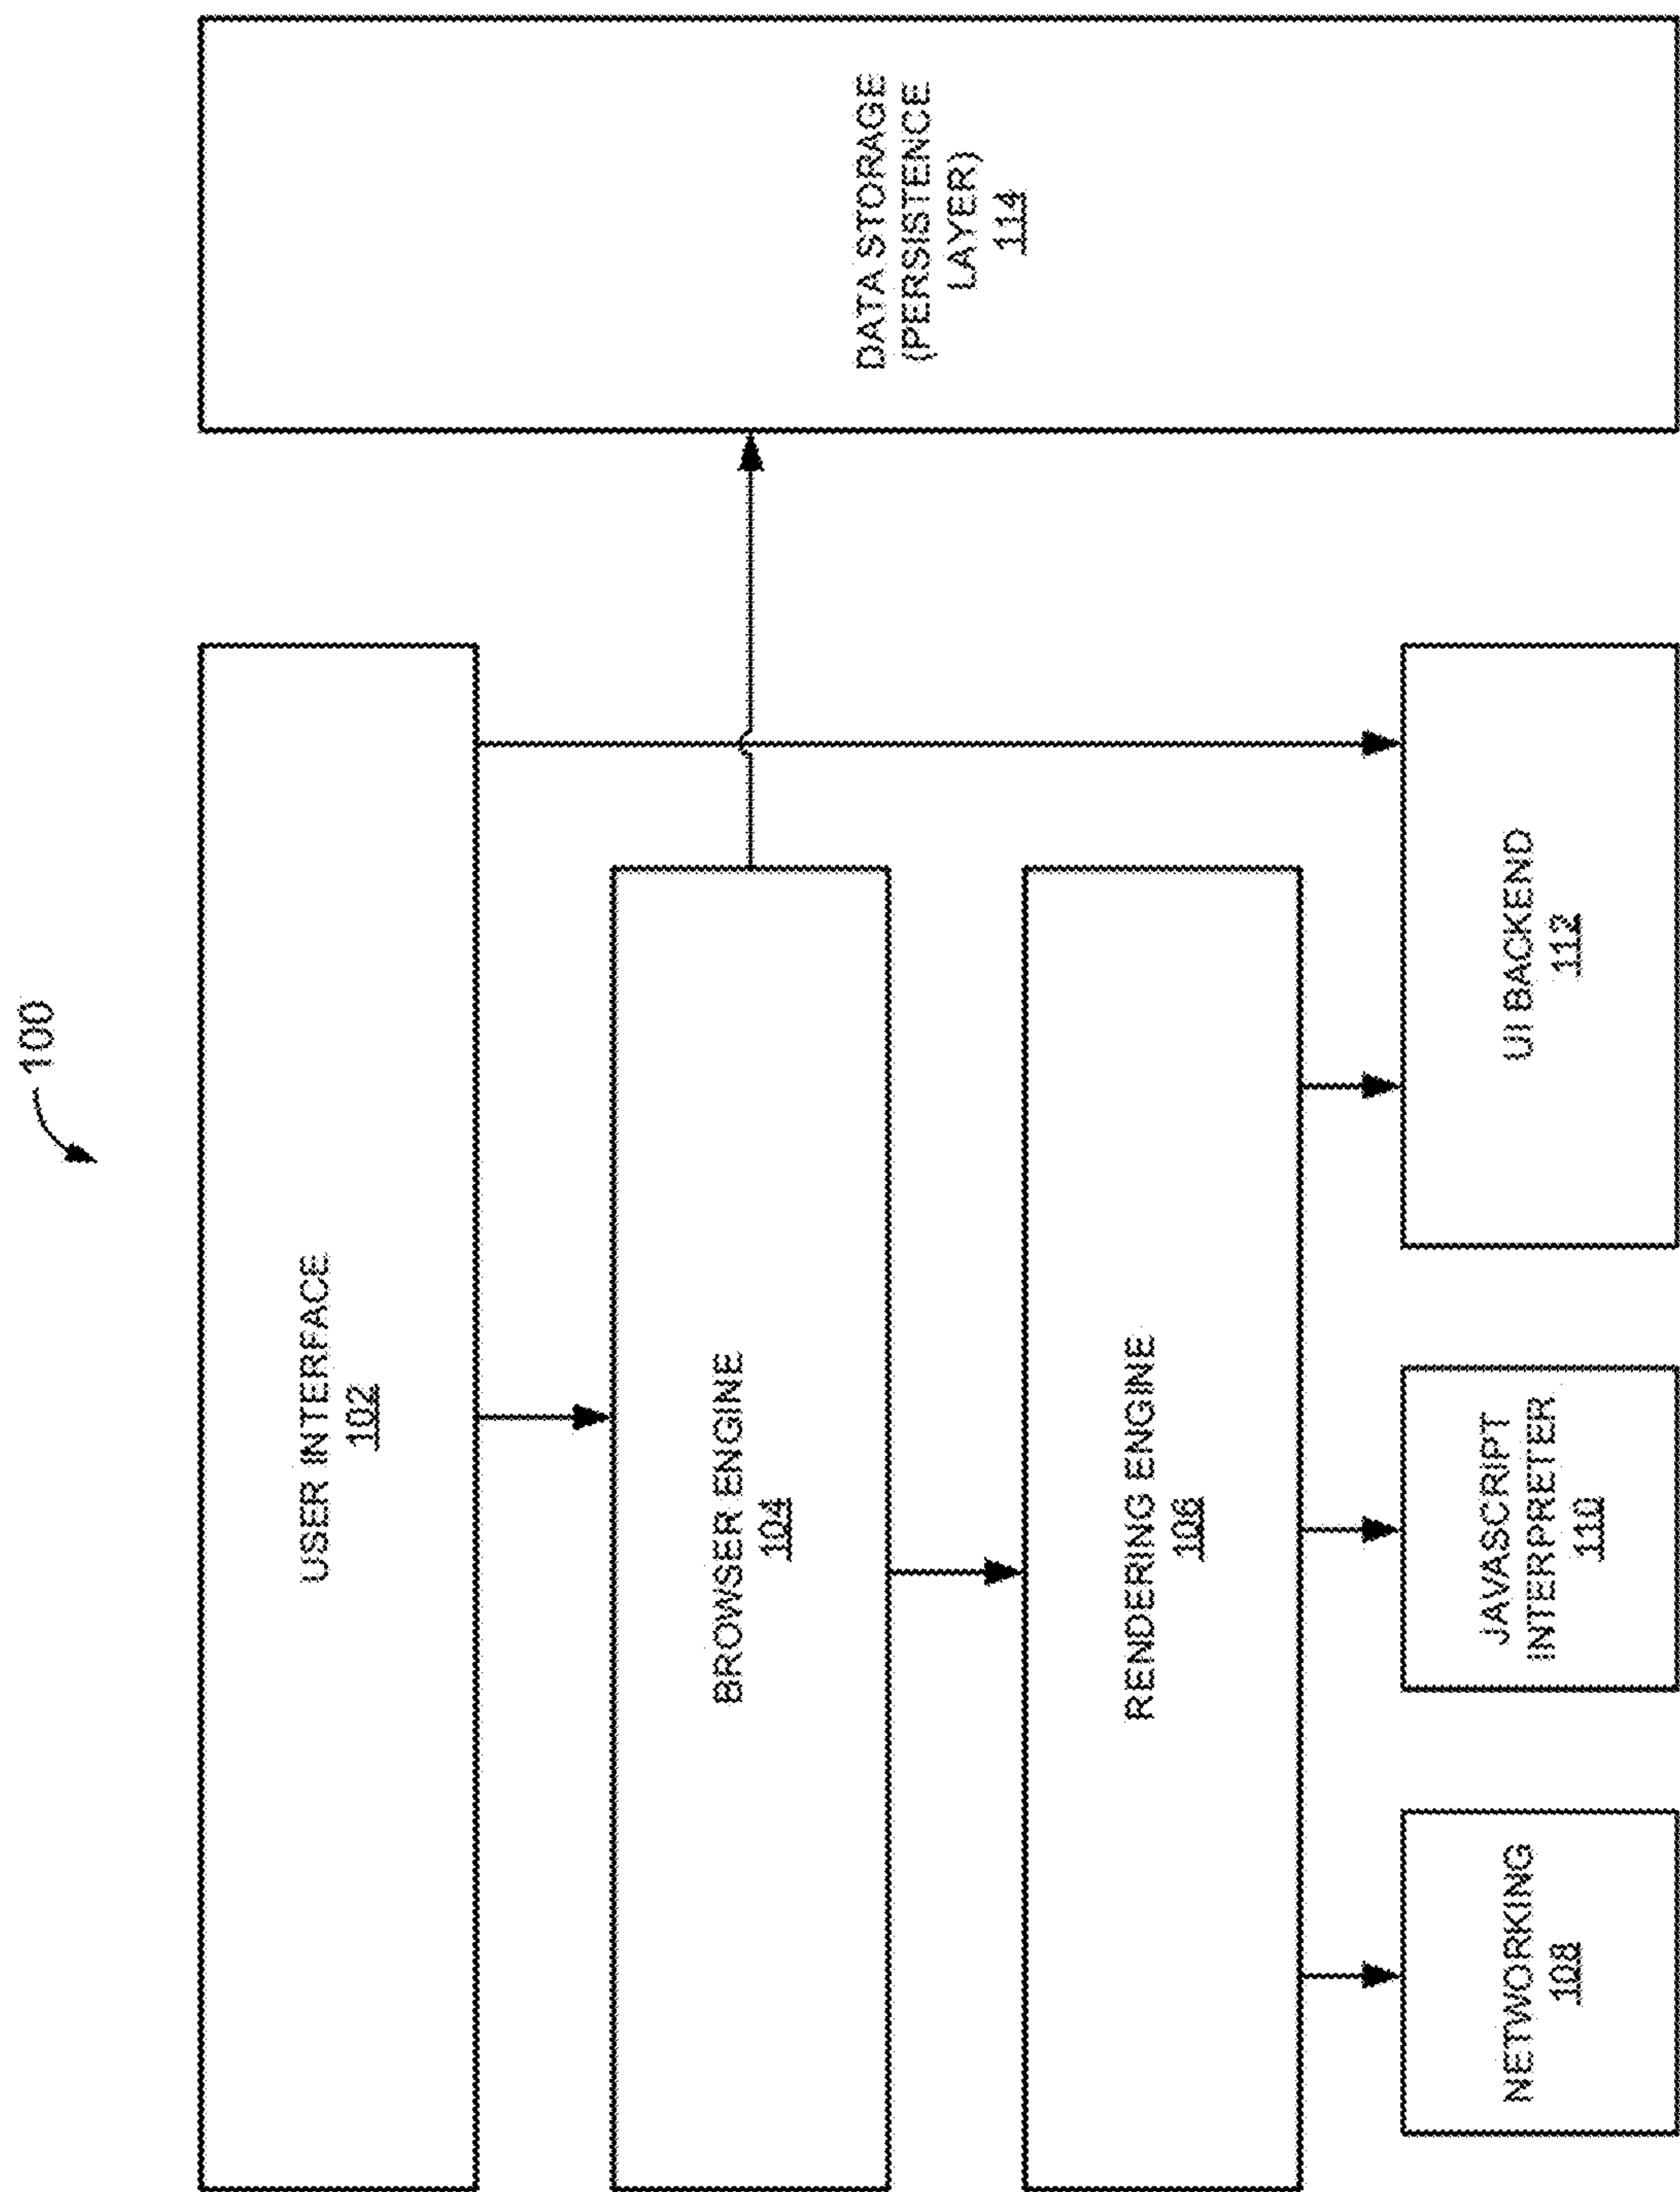 100
USER INTERFACE
102
BROWSER ENGINE
104
RENDERING ENGINE
106
NETWORKING
108
JAVASCRIPT
INTERPRETER
110
UI BACKEND
112
DATA STORAGE
(PERSISTENCE
LAYER)
114